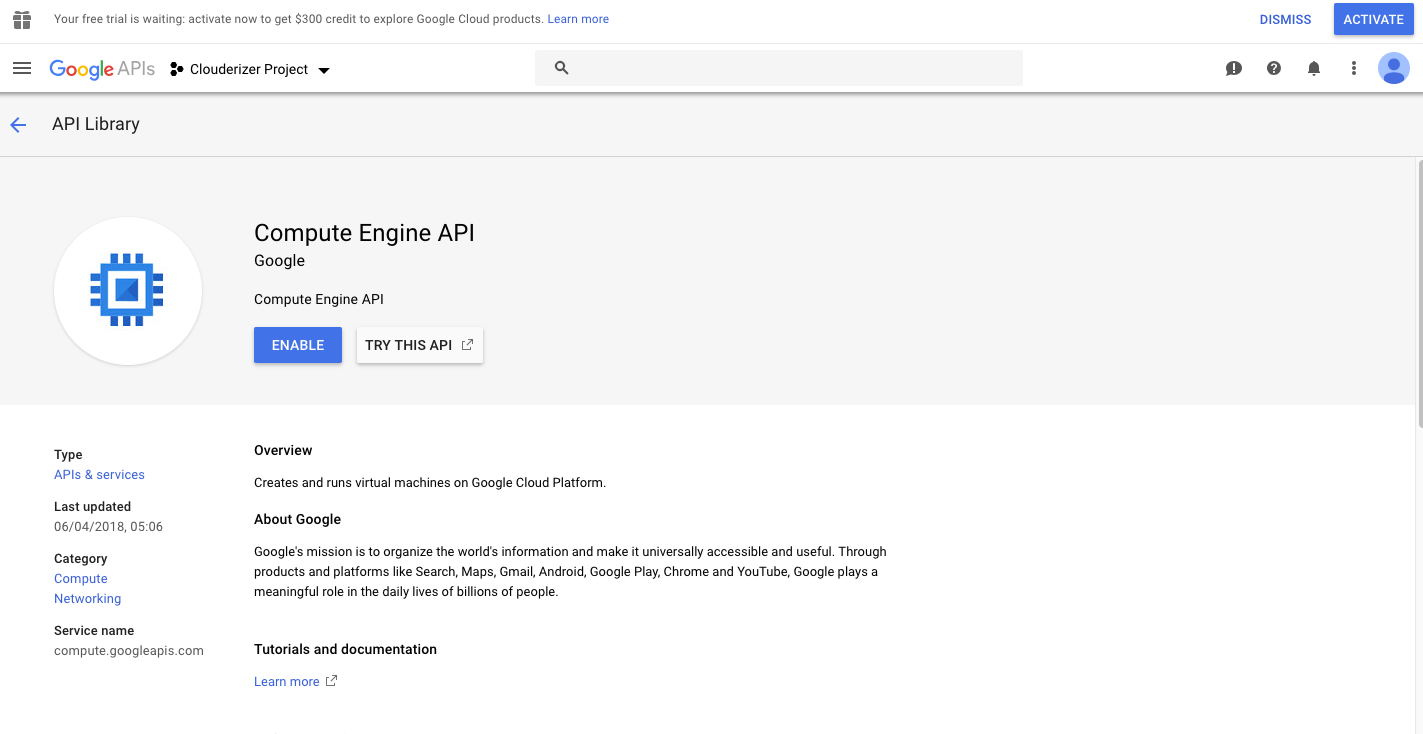 Your free trial is waiting: activate now to get $300 credit to explore Google Cloud products. Learn more
DISMISS
ACTIVATE
Google APIs
Clouderizer Project
API Library
Compute Engine API
Google
Compute Engine API
ENABLE
TRY THIS API
Type
APIs & services
Last updated
06/04/2018, 05:06
Category
Compute
Networking
Service name
compute.googleapis.com
Overview
Creates and runs virtual machines on Google Cloud Platform.
About Google
Google's mission is to organize the world's information and make it universally accessible and useful. Through
products and platforms like Search, Maps, Gmail, Android, Google Play, Chrome and YouTube, Google plays a
meaningful role in the daily lives of billions of people.
Tutorials and documentation
Learn more